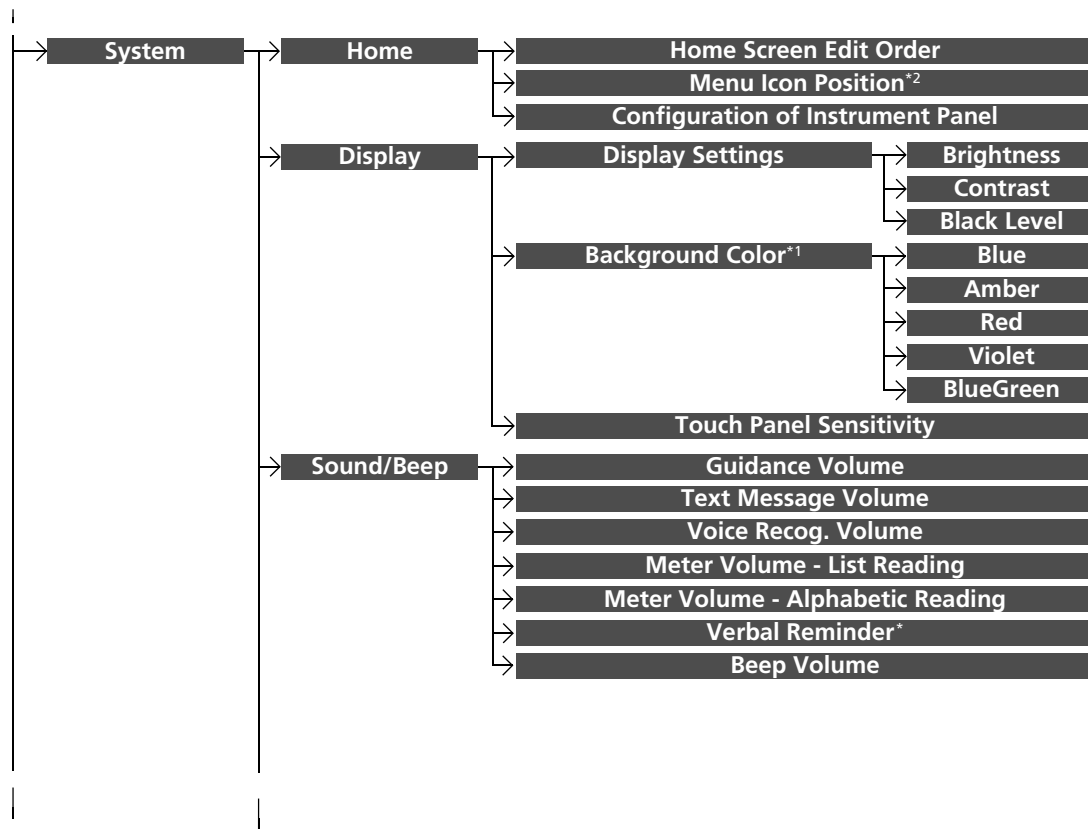 System
Home
Home Screen Edit Order
Menu Icon Position*2
Configuration of Instrument Panel
Display
Display Settings
Brightness
Contrast
Black Level
Background Color*1
Blue
Amber
Red
Violet
BlueGreen
Touch Panel Sensitivity
Sound/Beep
Guidance Volume
Text Message Volume
Voice Recog. Volume
Meter Volume - List Reading
Meter Volume - Alphabetic Reading
Verbal Reminder*
Beep Volume